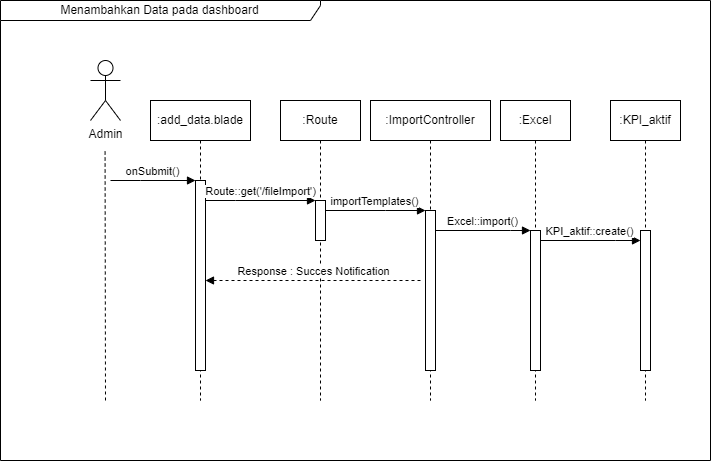 Menambahkan Data pada dashboard
Admin
:add_data.blade
:Route
:ImportController
:Excel
:KPI_aktif
onSubmit()
Route::get('/fileImport')
importTemplates()
Excel::import()
KPI_aktif::create()
Response : Succes Notification